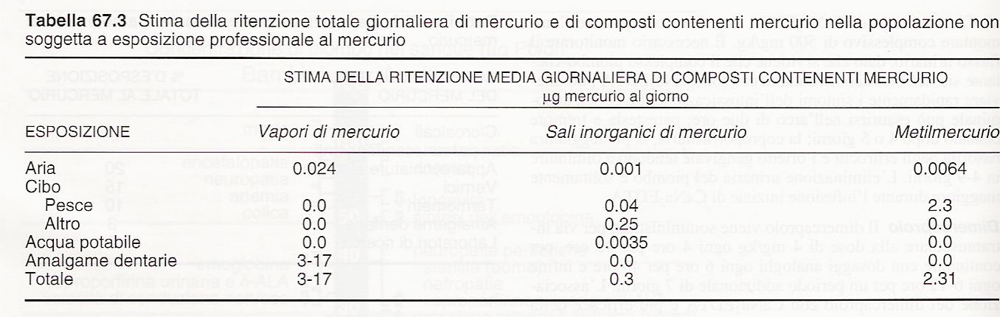 Tabella 67.3 Stima della ritenzione totale giornaliera di mercurio e di composti contenenti mercurio nella popolazione non
soggetta a esposizione professionale al mercurio
STIMA DELLA RITENZIONE MEDIA GIORNALIERA DI COMPOSTI CONTENENTI MERCURIO
µg mercurio al giorno
ESPOSIZIONE Vapori di mercurio Sali inorganici di mercurio Metilmercurio
Aria 0.024 0.001 0.0064
Cibo
Pesce 0.0 0.04 2.3
Altro 0.0 0.25 0.0
Acqua potabile 0.0 0.0035 0.0
Amalgame dentarie 3-17 0.0 0.0
Totale 3-17 0.3 2.31